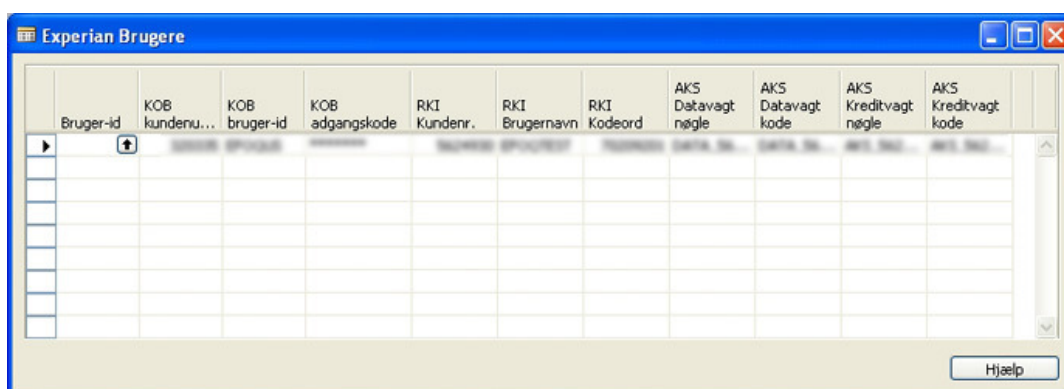 Experian Brugere
Bruger-id KOB kundenu... KOB bruger-id KOB adgangskode RKI Kundenr. RKI Brugernavn RKI Kodeord AKS Datavagt nøgle AKS Datavagt kode AKS Kreditvagt nøgle AKS Kreditvagt kode
Hjælp